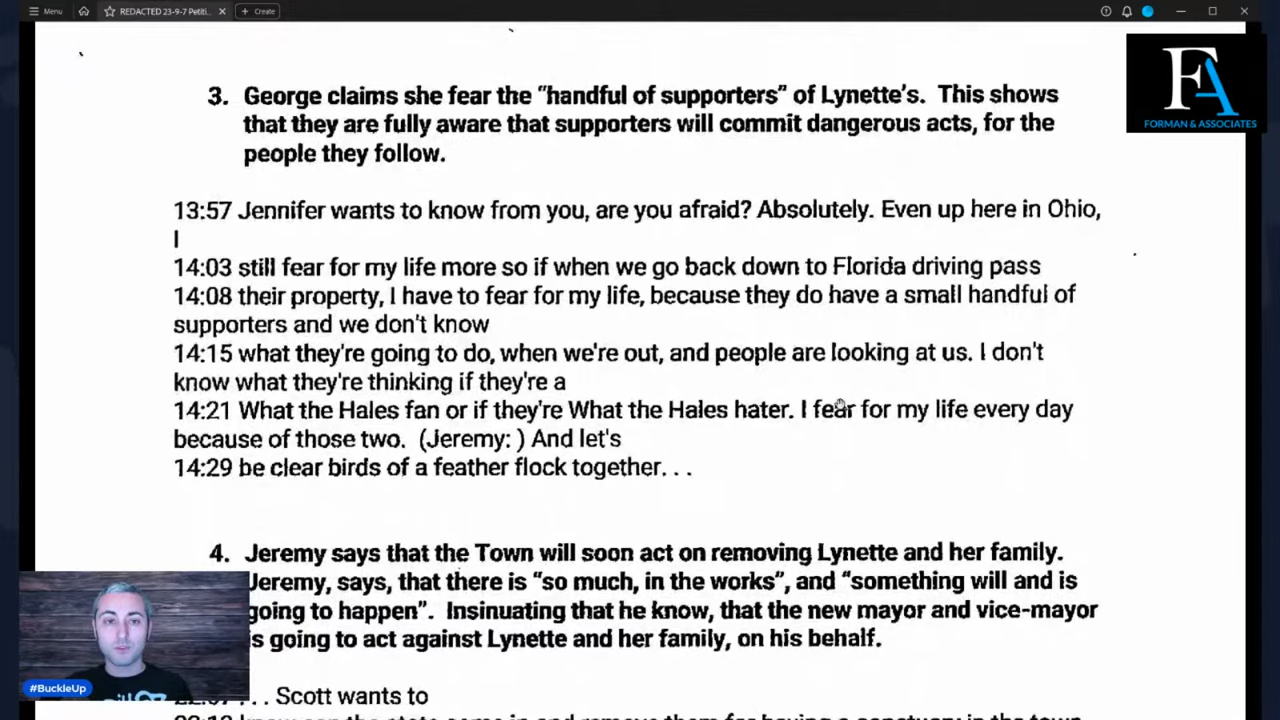 Menu
REDACTED 23-9-7 Petiti...
Create
FA
FORMAN & ASSOCIATES
3. George claims she fear the “handful of supporters” of Lynette's. This shows
that they are fully aware that supporters will commit dangerous acts, for the
people they follow.
13:57 Jennifer wants to know from you, are you afraid? Absolutely. Even up here in Ohio,
I
14:03 still fear for my life more so if when we go back down to Florida driving pass
14:08 their property, I have to fear for my life, because they do have a small handful of
supporters and we don't know
14:15 what they're going to do, when we're out, and people are looking at us. I don't
know what they're thinking if they're a
14:21 What the Hales fan or if they're What the Hales hater. I fear for my life every day
because of those two. (Jeremy: ) And let's
14:29 be clear birds of a feather flock together. . .
4. Jeremy says that the Town will soon act on removing Lynette and her family.
Jeremy, says, that there is “so much, in the works”, and “something will and is
going to happen”. Insinuating that he know, that the new mayor and vice-mayor
is going to act against Lynette and her family, on his behalf.
#BuckleUp
. . . Scott wants to